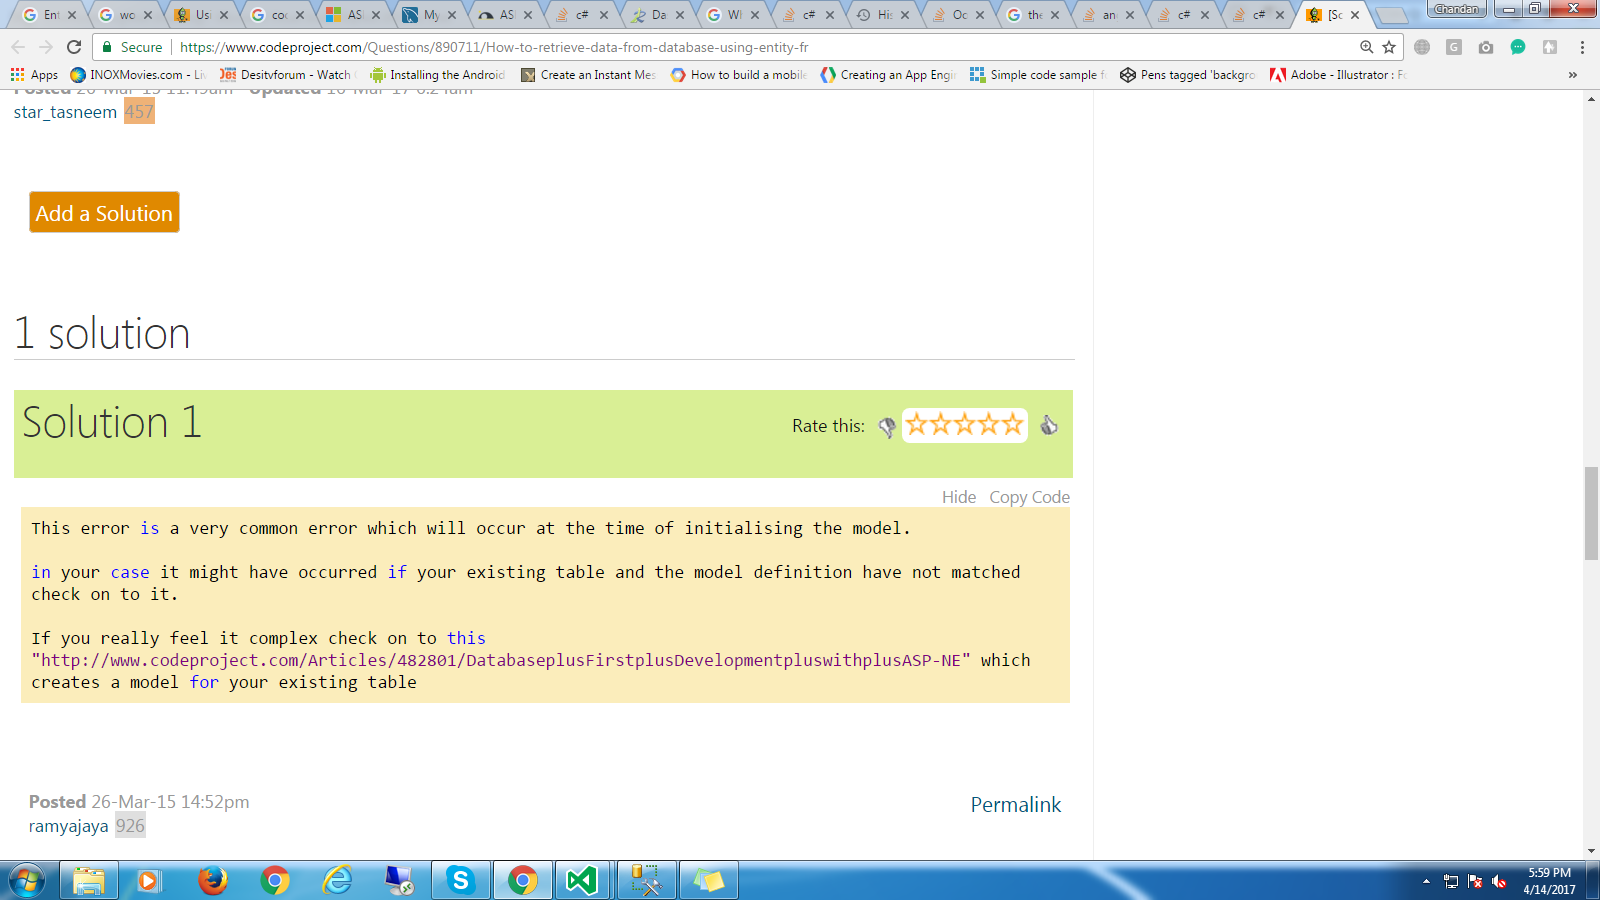 Ent
wo
Usi
coc
AS
My
AS
c#
Da
c#
His
Oc
the
an
c#
c#
[Sc
Chandan
Secure
https://www.codeproject.com/Questions/890711/How-to-retrieve-data-from-database-using-entity-fr
Apps
INOXMovies.com - Liv
Desitvforum - Watch
Installing the Android
Create an Instant Mes
How to build a mobile
Creating an App Engi
Simple code sample f
Pens tagged 'backgro
Adobe - Illustrator : Fo
»
star_tasneem 457
Add a Solution
1 solution
Solution 1
Rate this:
Hide Copy Code
This error is a very common error which will occur at the time of initialising the model.
in your case it might have occurred if your existing table and the model definition have not matched
check on to it.
If you really feel it complex check on to this
"http://www.codeproject.com/Articles/482801/DatabaseplusFirstplusDevelopmentpluswithplusASP-NE" which
creates a model for your existing table
Posted 26-Mar-15 14:52pm
Permalink
ramyajaya 926
5:59 PM
4/14/2017